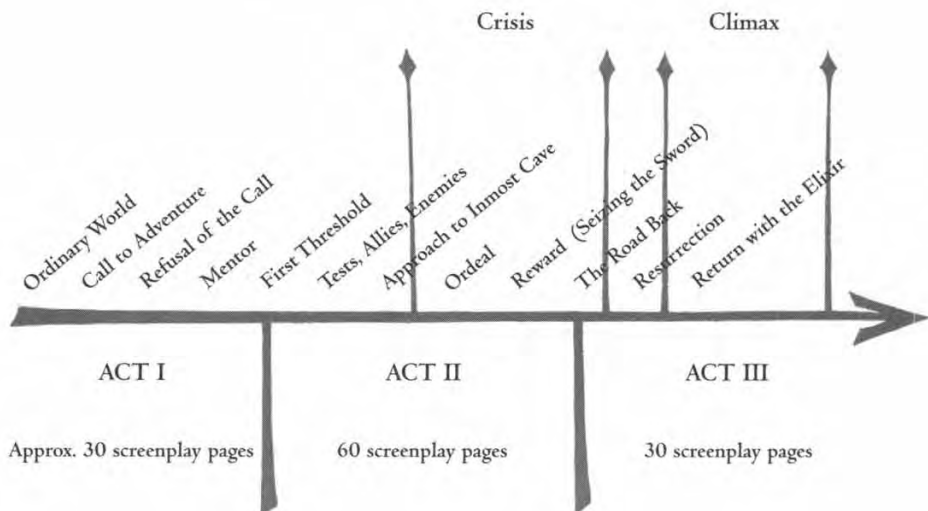 Crisis
Climax
Ordinary World
Call to Adventure
Refusal of the Call
Mentor
First Threshold
Tests, Allies, Enemies
Approach to Inmost Cave
Ordeal
Reward (Seizing the Sword)
The Road Back
Resurrection
Return with the Elixir
ACT I
ACT II
ACT III
Approx. 30 screenplay pages
60 screenplay pages
30 screenplay pages